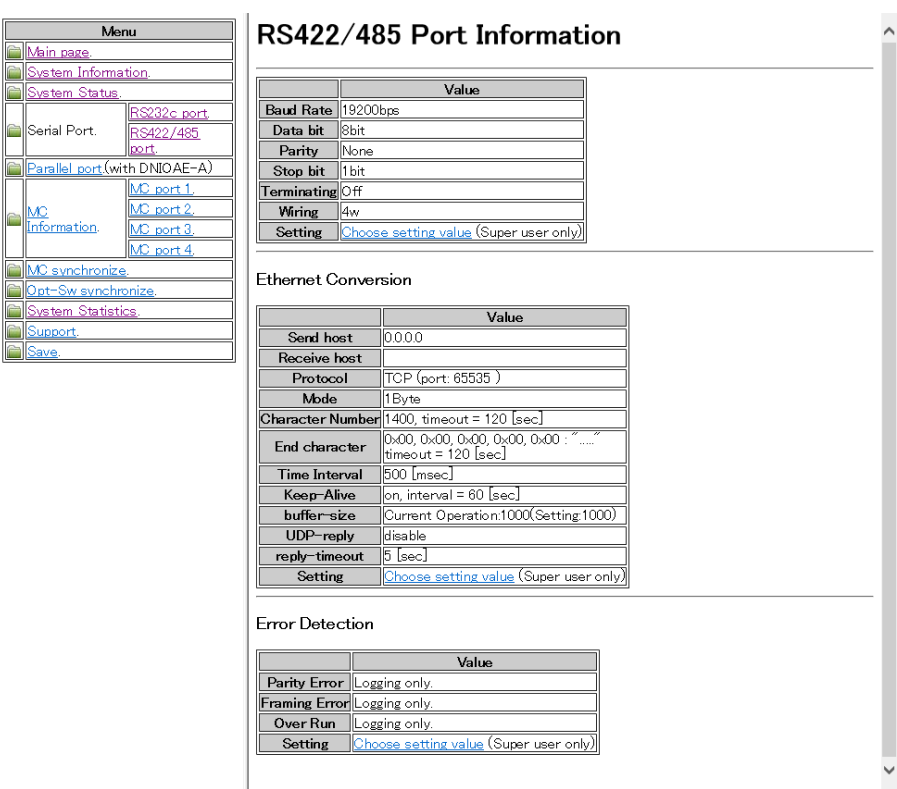 Menu
Main page.
System Information.
System Status.
Serial Port.
RS232c port.
RS422/485
port.
Parallel port.(with DNIOAE-A)
MC
Information.
MC port 1.
MC port 2.
MC port 3.
MC port 4.
MC synchronize.
Opt-Sw synchronize.
System Statistics.
Support.
Save.
RS422/485 Port Information
Value
Baud Rate 19200bps
Data bit 8bit
Parity None
Stop bit 1bit
Terminating Off
Wiring 4w
Setting Choose setting value (Super user only)
Ethernet Conversion
Value
Send host 0.0.0.0
Receive host
Protocol TCP (port: 65535 )
Mode 1Byte
Character Number 1400, timeout = 120 [sec]
End character 0x00, 0x00, 0x00, 0x00, 0x00 : "....."
timeout = 120 [sec]
Time Interval 500 [msec]
Keep-Alive on, interval = 60 [sec]
buffer-size Current Operation:1000(Setting:1000)
UDP-reply disable
reply-timeout 5 [sec]
Setting Choose setting value (Super user only)
Error Detection
Value
Parity Error Logging only.
Framing Error Logging only.
Over Run Logging only.
Setting Choose setting value (Super user only)